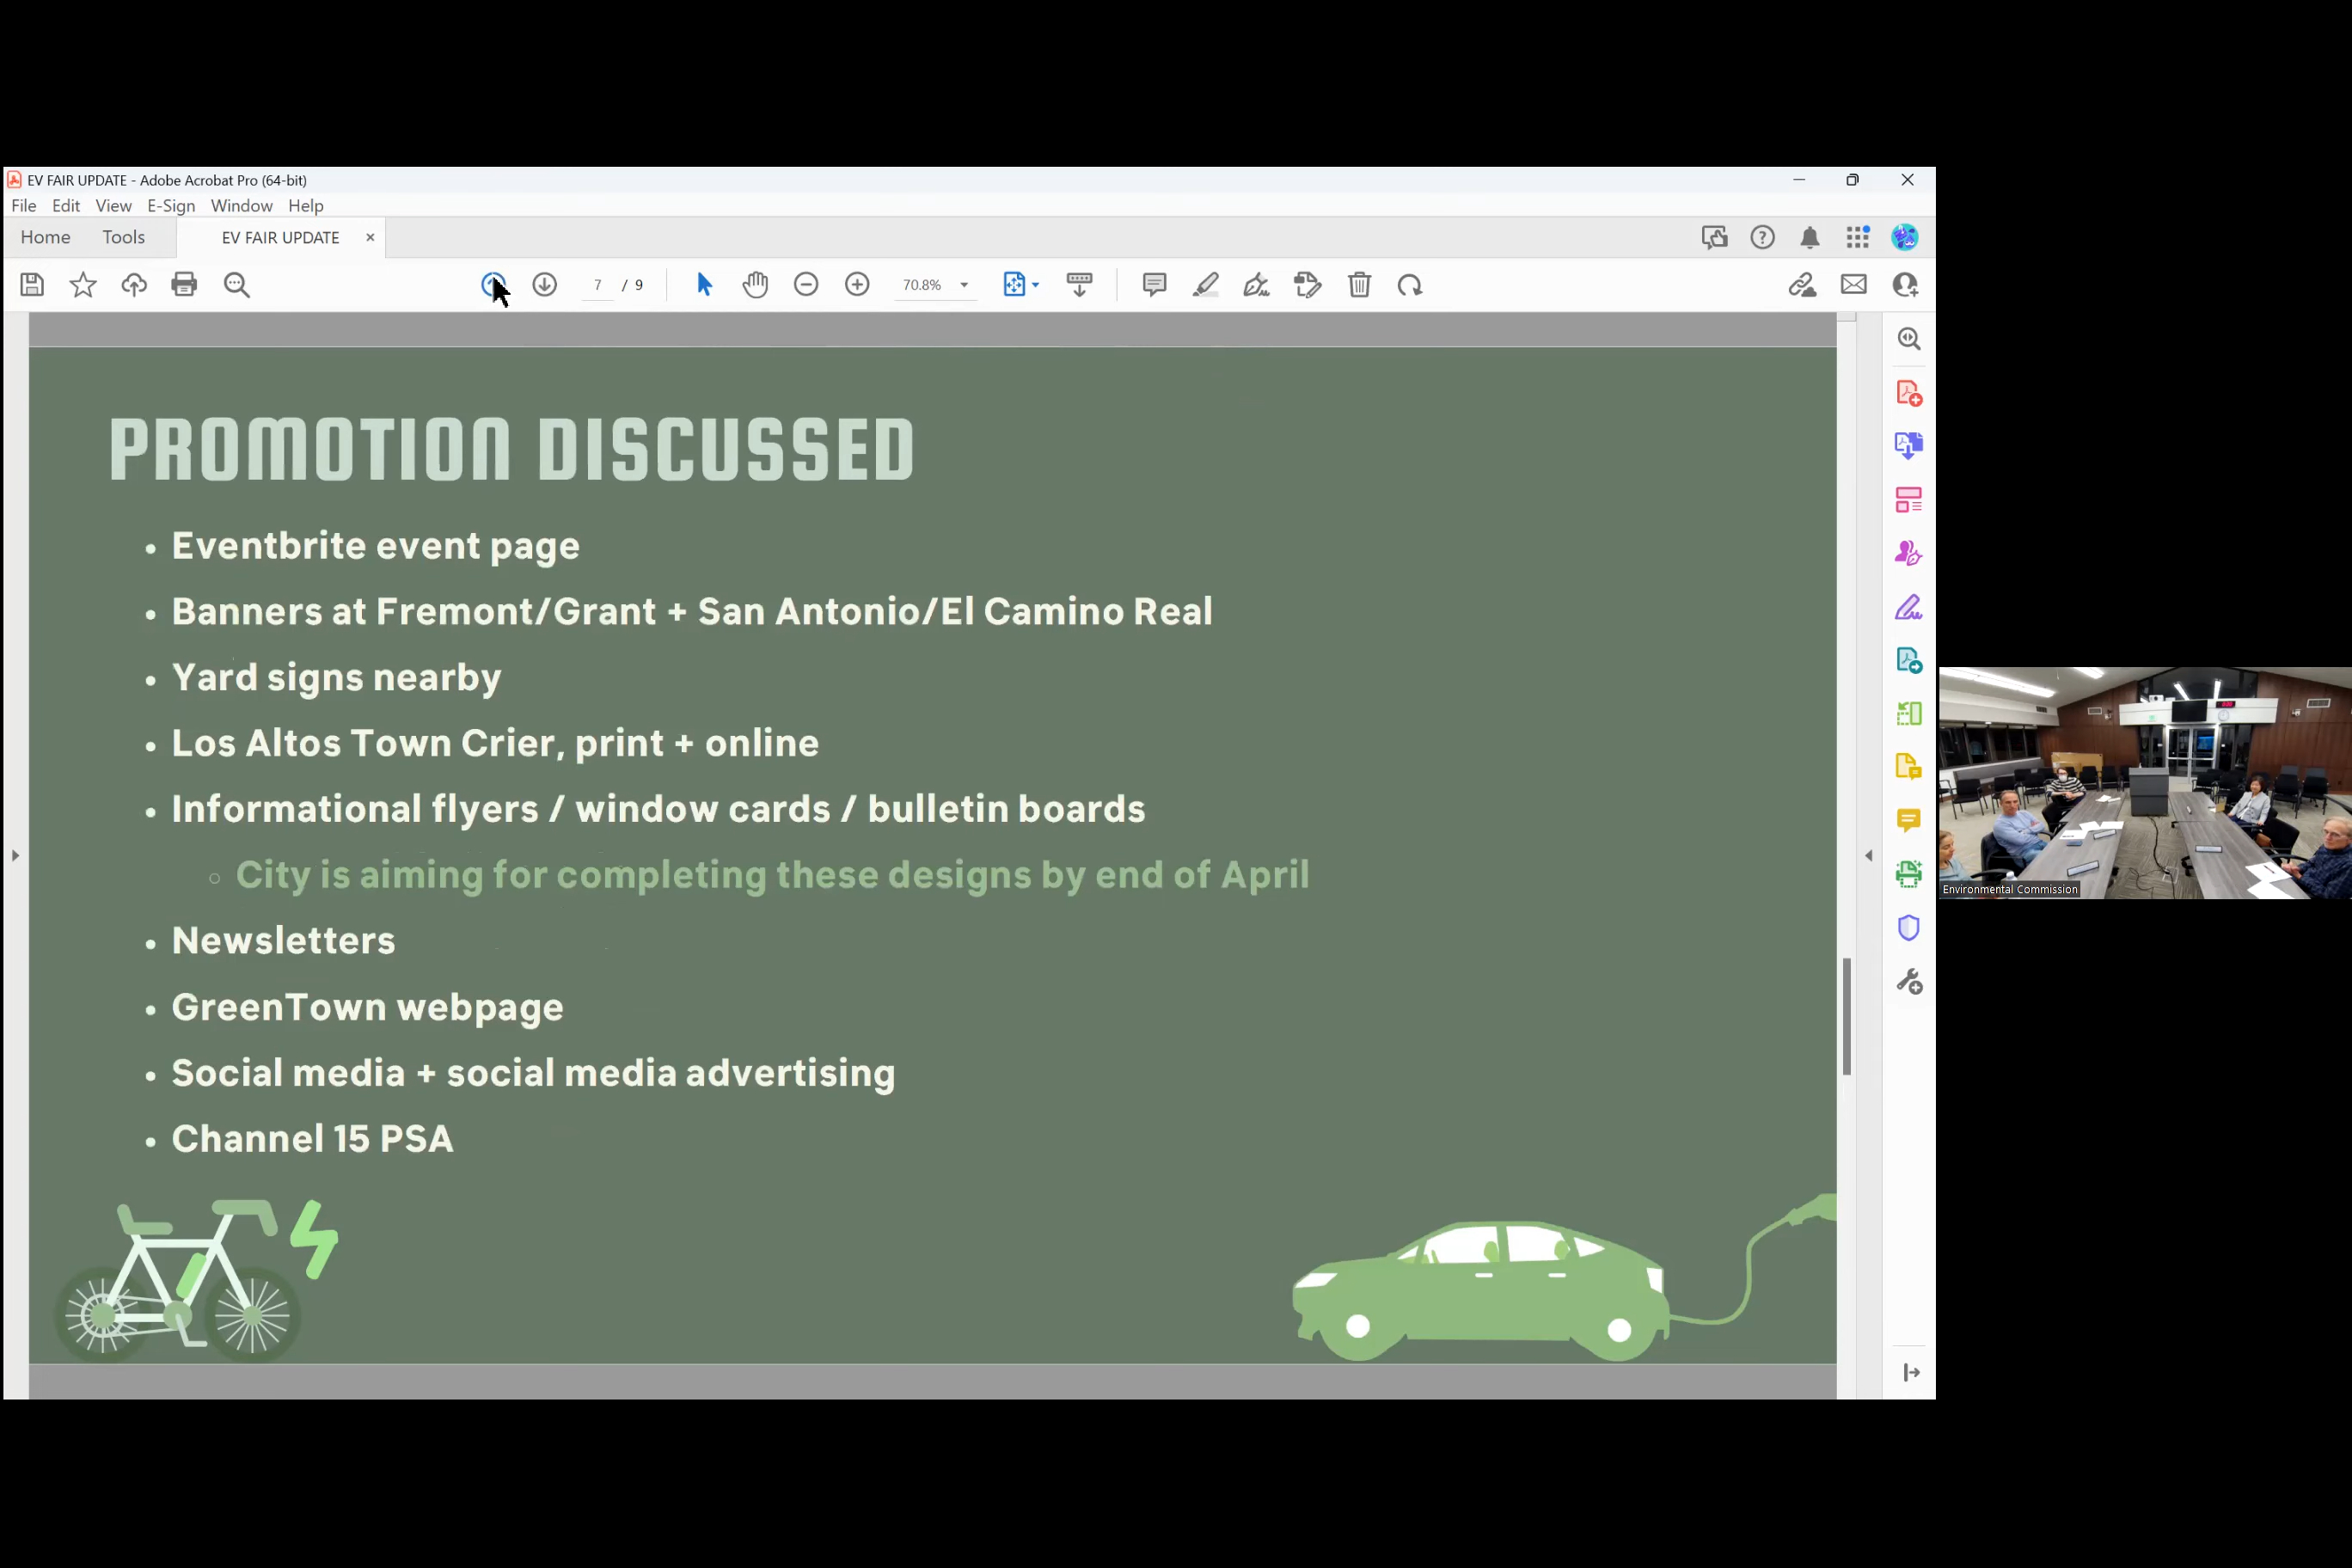 EV FAIR UPDATE - Adobe Acrobat Pro (64-bit)
File Edit View E-Sign Window Help
Home Tools EV FAIR UPDATE
7 / 9 70.8%
PROMOTION DISCUSSED
• Eventbrite event page
• Banners at Fremont/Grant + San Antonio/El Camino Real
• Yard signs nearby
• Los Altos Town Crier, print + online
• Informational flyers / window cards / bulletin boards
○ City is aiming for completing these designs by end of April
• Newsletters
• GreenTown webpage
• Social media + social media advertising
• Channel 15 PSA
Environmental Commission